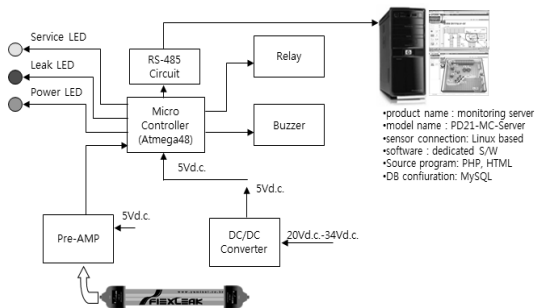 Service LED
Leak LED
Power LED
RS-485
Circuit
Relay
Micro
Controller
(Atmega48)
Buzzer
•product name : monitoring server
•model name : PD21-MC-Server
•sensor connection: Linux based
•software : dedicated S/W
•Source program: PHP, HTML
•DB confiuration: MySQL
5Vd.c.
5Vd.c.
5Vd.c.
Pre-AMP
DC/DC
Converter
20Vd.c.-34Vd.c.
FLEXLEAK